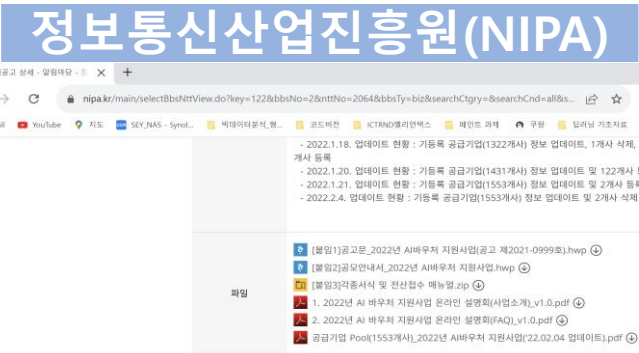 정보통신산업진흥원(NIPA)
공고 상세 - 알림마당 -
nipa.kr/main/selectBbsNttView.do?key=122&bbsNo=2&nttNo=2064&bbsTy=biz&searchCtgry=&searchCnd=all&s...
YouTube 지도 SEY_NAS - Synol... 빅데이터분석_형... 코드비전 ICTRND앨리언텍스 페인트 과제 쿠팡 딥러닝 기초자료
- 2022.1.18. 업데이트 현황 : 기등록 공급기업(1322개사) 정보 업데이트, 1개사 삭제,
개사 등록
- 2022.1.20. 업데이트 현황 : 기등록 공급기업(1431개사) 정보 업데이트 및 122개사
- 2022.1.21. 업데이트 현황 : 기등록 공급기업(1553개사) 정보 업데이트 및 2개사 등록
- 2022.2.4. 업데이트 현황 : 기등록 공급기업(1553개사) 정보 업데이트 및 2개사 삭제
파일
[붙임1]공고문_2022년 AI바우처 지원사업(공고 제2021-0999호).hwp
[붙임2]공모안내서_2022년 AI바우처 지원사업.hwp
[붙임3]각종서식 및 전산접수 매뉴얼.zip
1. 2022년 AI 바우처 지원사업 온라인 설명회(사업소개)_v1.0.pdf
2. 2022년 AI 바우처 지원사업 온라인 설명회(FAQ)_v1.0.pdf
공급기업 Pool(1553개사)_2022년 AI바우처 지원사업('22.02.04 업데이트).pdf